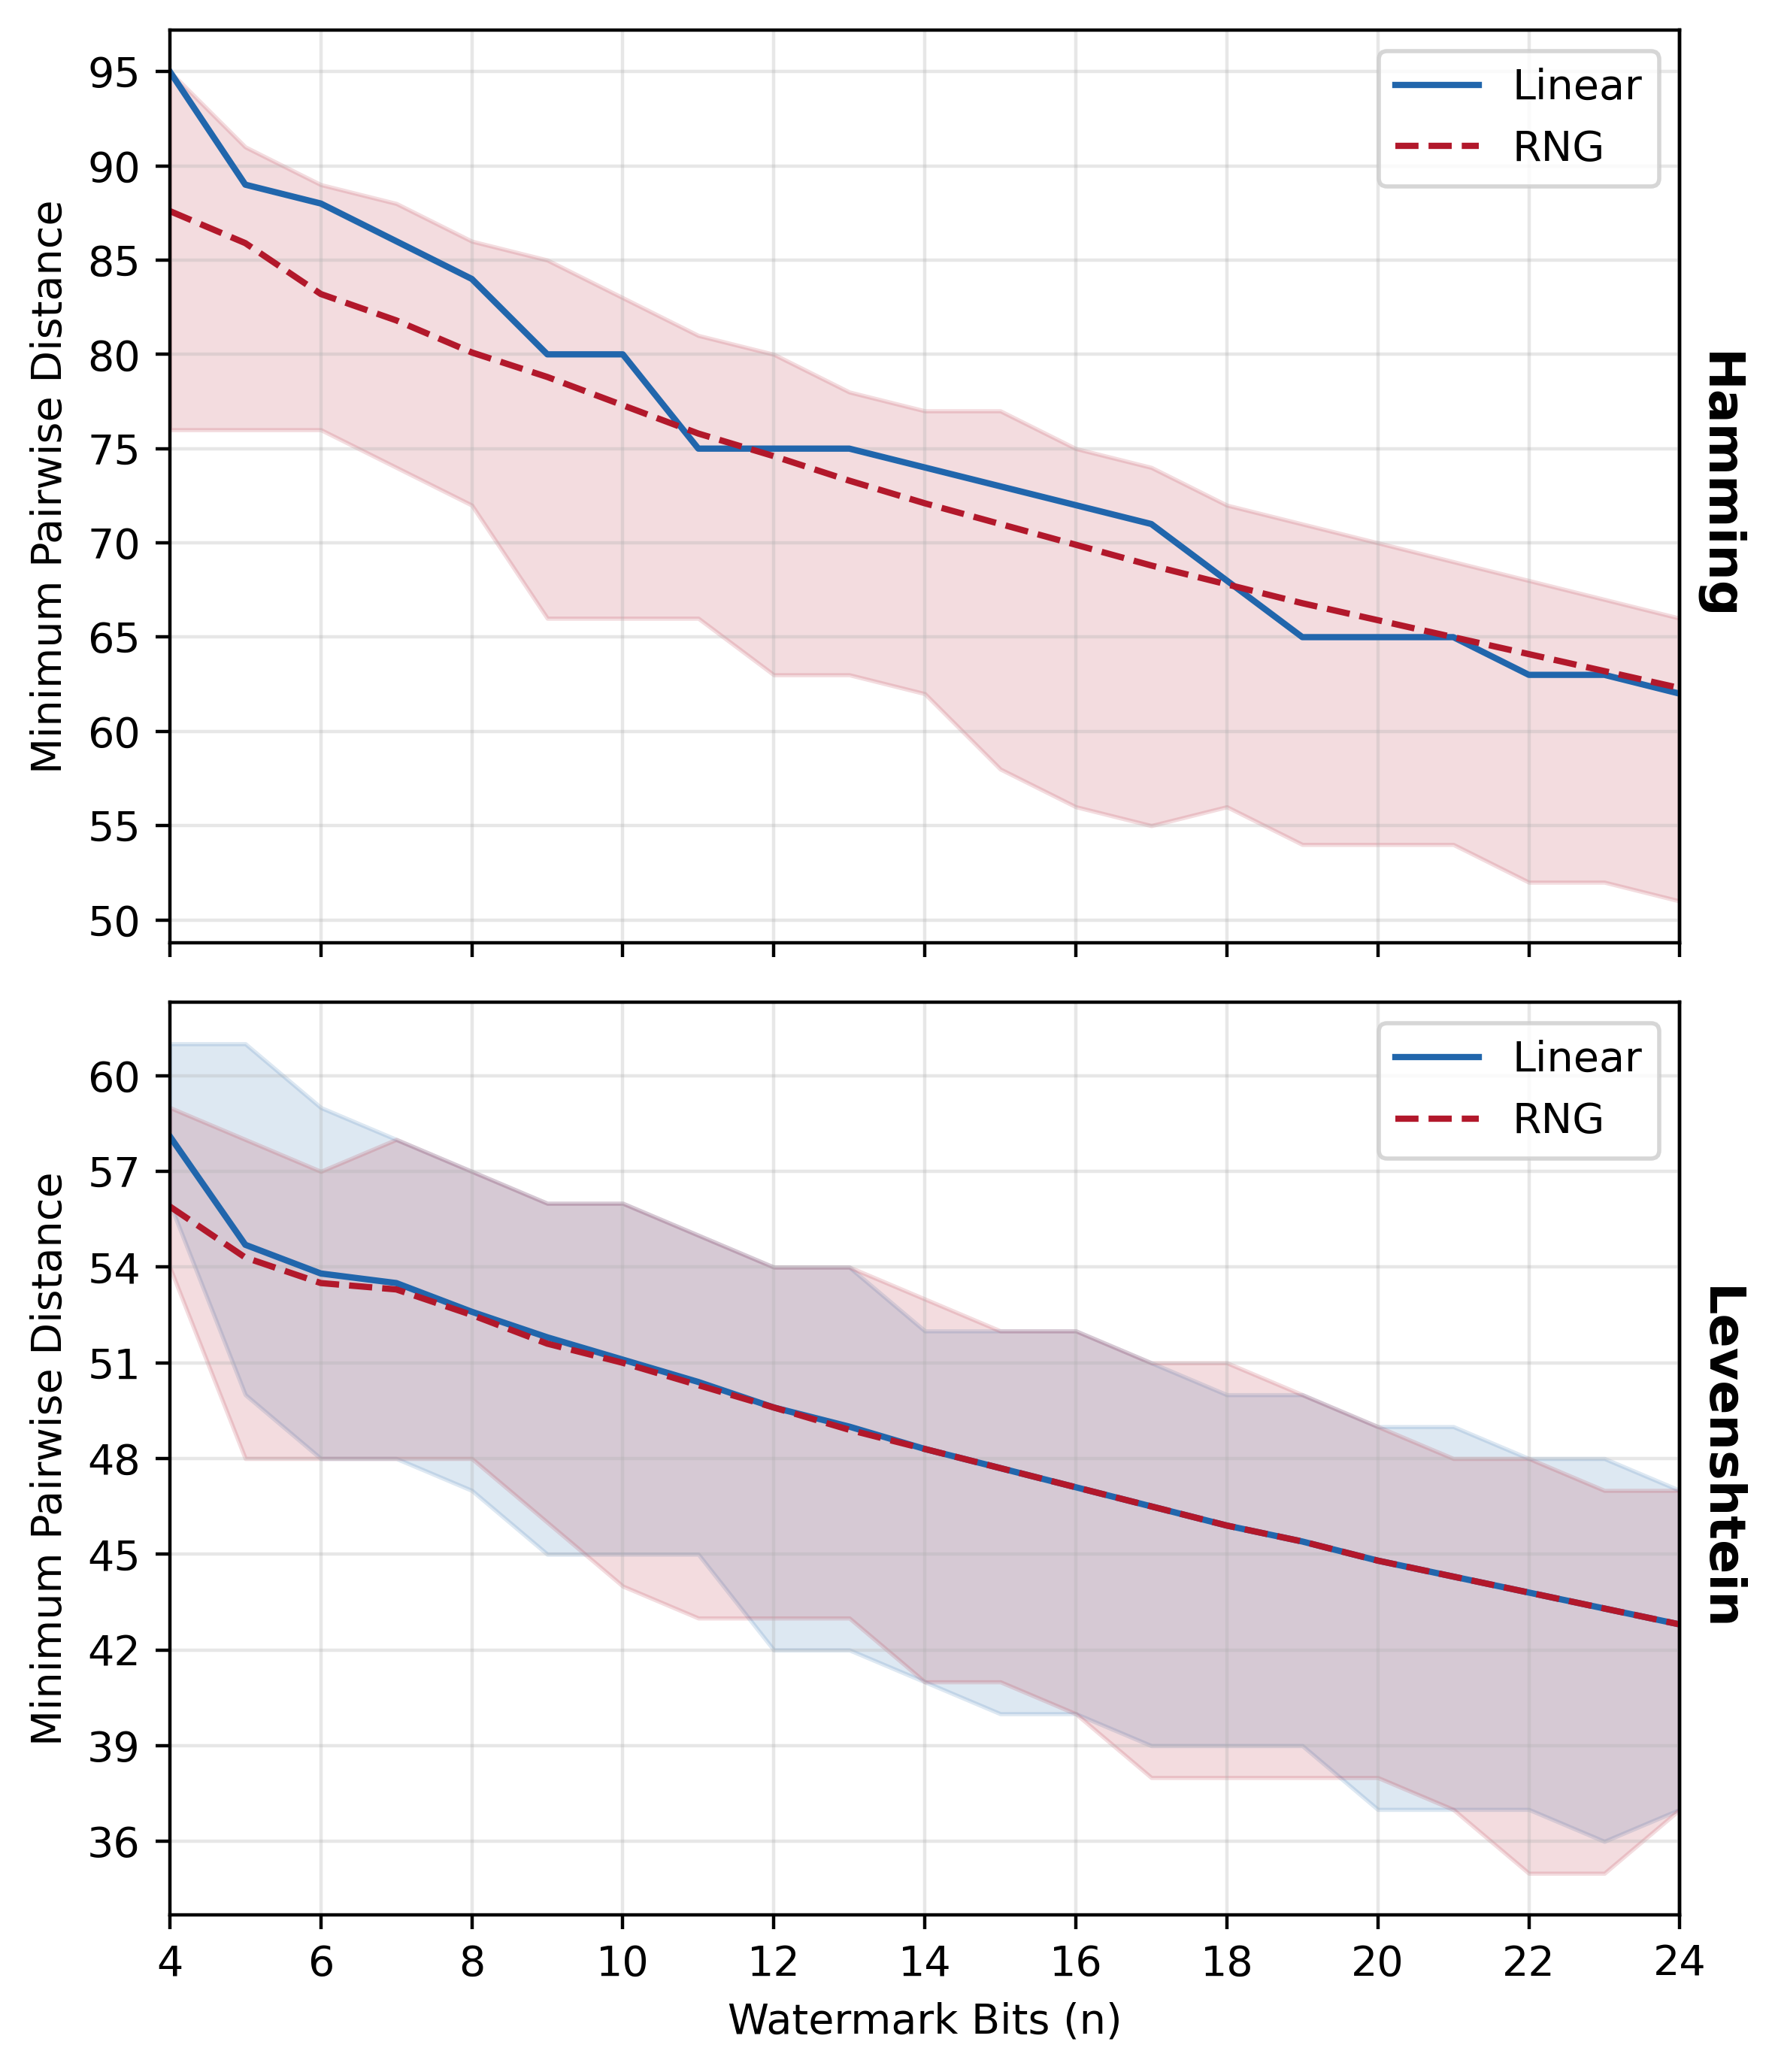 95
90
85
80
75
70
65
60
55
50
Minimum Pairwise Distance
Linear
RNG
Hamming
60
57
54
51
48
45
42
39
36
Minimum Pairwise Distance
Linear
RNG
Levenshtein
4 6 8 10 12 14 16 18 20 22 24
Watermark Bits (n)